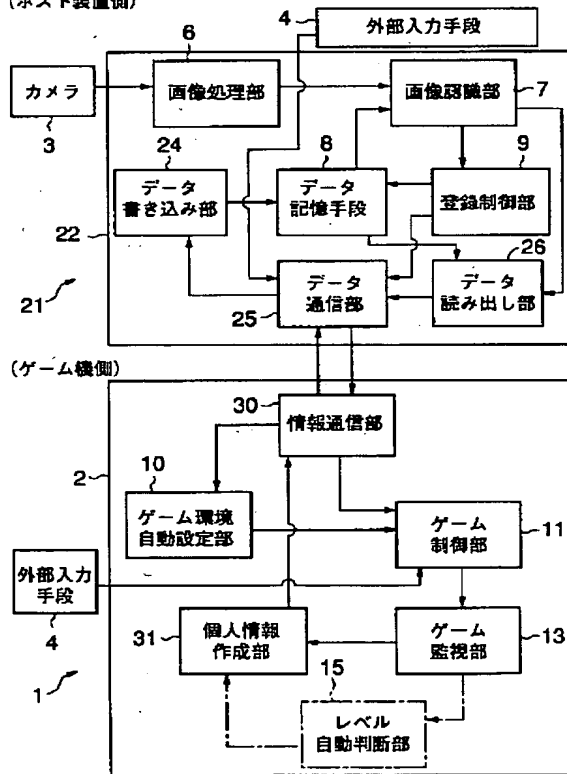 (ホスト装置側)
4
外部入力手段
6
カメラ
3
画像処理部
画像認識部
7
24
8
9
データ
書き込み部
データ
記憶手段
登録制御部
22
26
データ
通信部
データ
読み出し部
21
25
(ゲーム機側)
30
情報通信部
2
10
ゲーム環境
自動設定部
ゲーム
制御部
11
外部入力
手段
4
31
個人情報
作成部
ゲーム
監視部
13
1
15
レベル
自動判断部